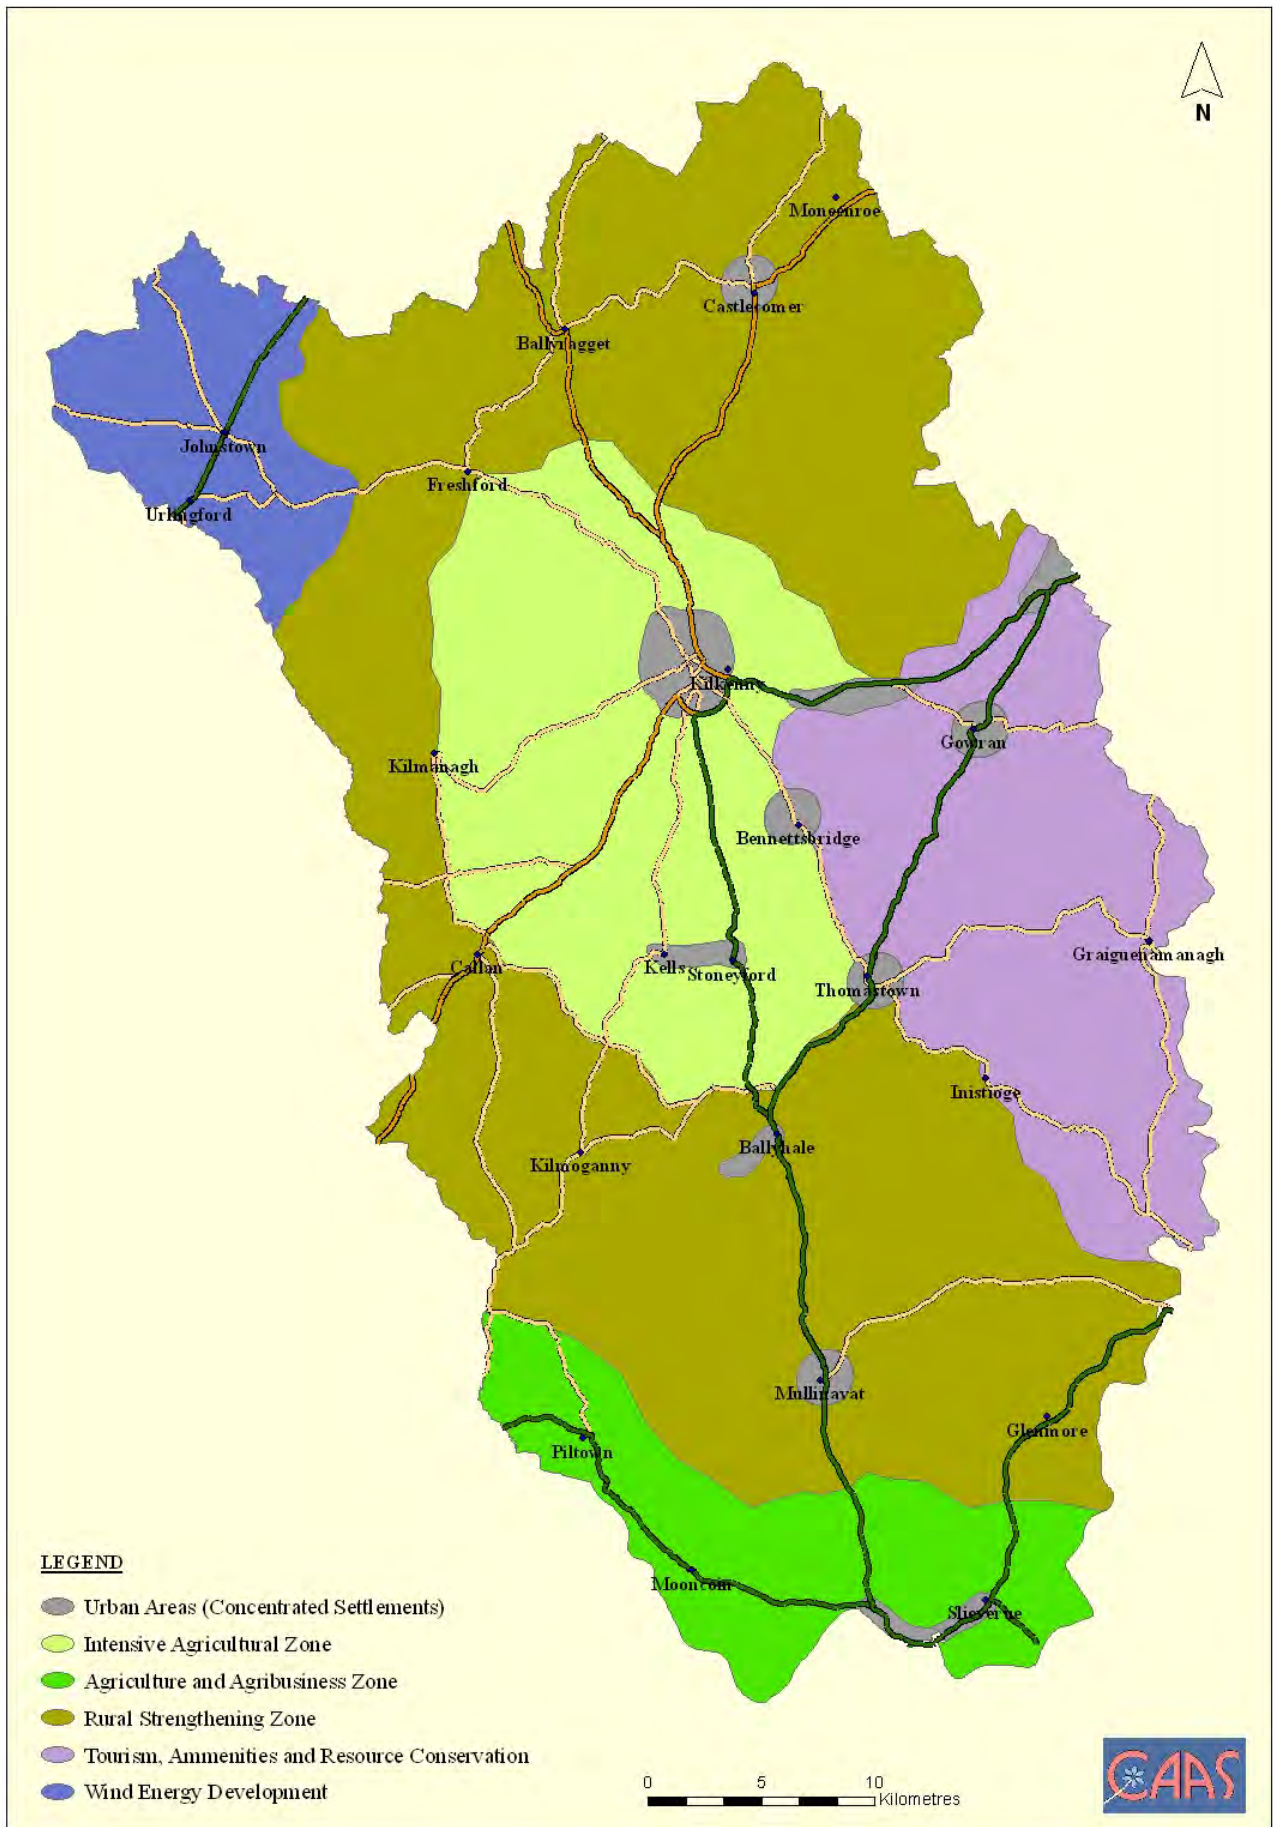 N
Moneenroe
Castlecomer
Ballyragget
Johnstown
Freshford
Urlingford
Kilkenny
Gowran
Kilmanagh
Bennettsbridge
Graiguenamanagh
Callan
Kells
Stoneyford
Thomastown
Inistioge
Ballyhale
Kilmoganny
Mullinavat
Glenmore
Piltown
Mooncoin
Slieverue
LEGEND
Urban Areas (Concentrated Settlements)
Intensive Agricultural Zone
Agriculture and Agribusiness Zone
Rural Strengthening Zone
Tourism, Ammenities and Resource Conservation
Wind Energy Development
0 5 10
Kilometres
CAAS